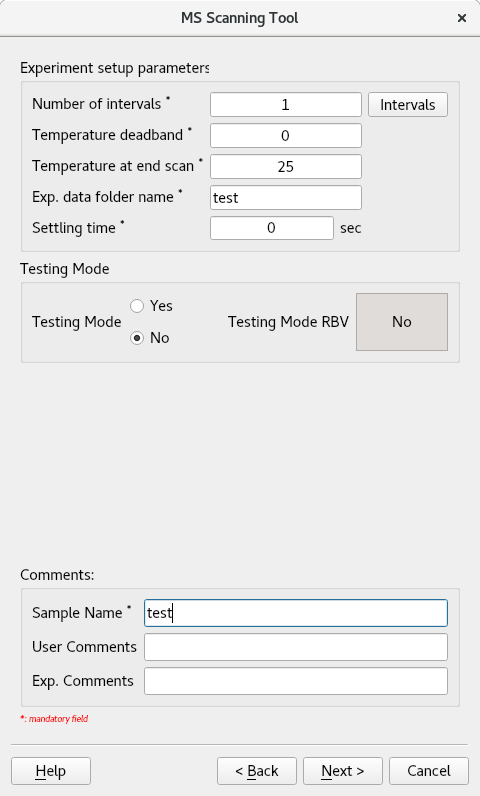 MS Scanning Tool
Experiment setup parameters
Number of intervals * 1 Intervals
Temperature deadband * 0
Temperature at end scan * 25
Exp. data folder name * test
Settling time * 0 sec
Testing Mode
Yes
Testing Mode Testing Mode RBV No
No
Comments:
Sample Name * test
User Comments
Exp. Comments
*: mandatory field
Help < Back Next > Cancel